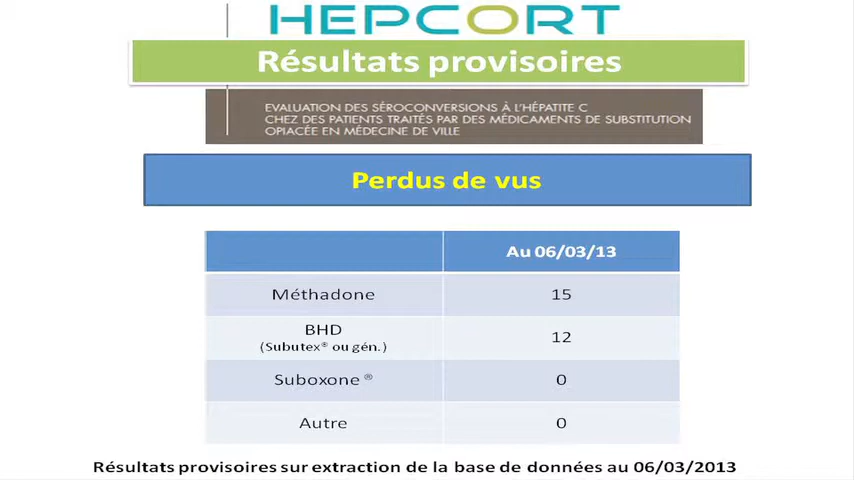 HEPCORT
Résultats provisoires
EVALUATION DES SÉROCONVERSIONS À L'HÉPATITE C
CHEZ DES PATIENTS TRAITÉS PAR DES MÉDICAMENTS DE SUBSTITUTION
OPIACÉE EN MÉDECINE DE VILLE
Perdus de vus
Au 06/03/13
Méthadone 15
BHD
(Subutex® ou gén.) 12
Suboxone ® 0
Autre 0
Résultats provisoires sur extraction de la base de données au 06/03/2013